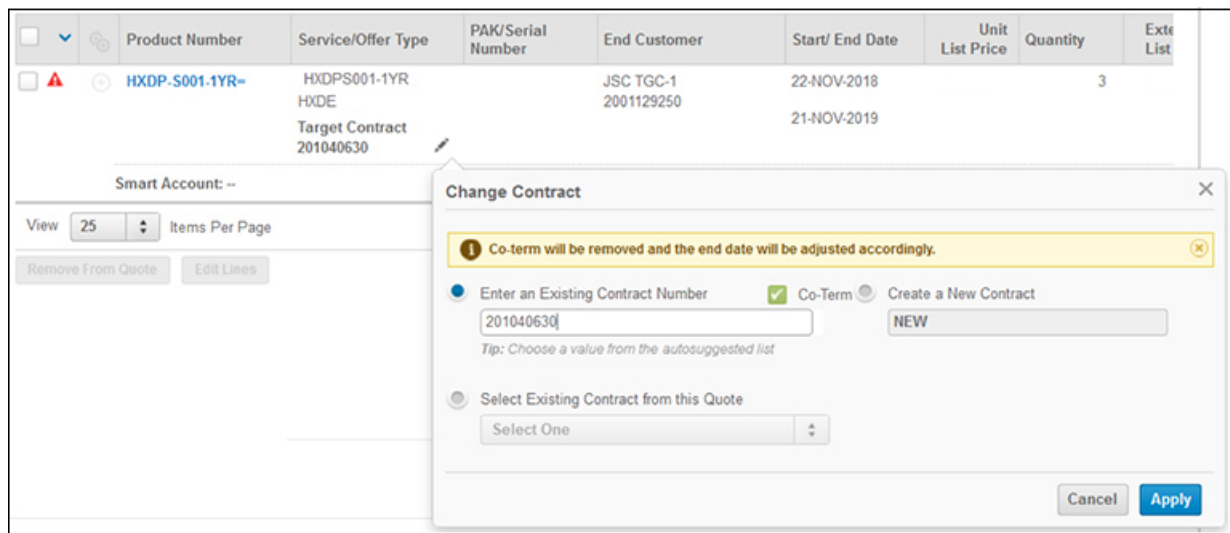 Product Number
Service/Offer Type
PAK/Serial
Number
End Customer
Start/ End Date
Unit
List Price
Quantity
Exte
List
HXDP-S001-1YR=
HXDPS001-1YR
HXDE
Target Contract
201040630
JSC TGC-1
2001129250
22-NOV-2018
21-NOV-2019
3
Smart Account: --
View 25 Items Per Page
Remove From Quote Edit Lines
Change Contract
Co-term will be removed and the end date will be adjusted accordingly.
Enter an Existing Contract Number Co-Term Create a New Contract
201040630 NEW
Tip: Choose a value from the autosuggested list
Select Existing Contract from this Quote
Select One
Cancel Apply